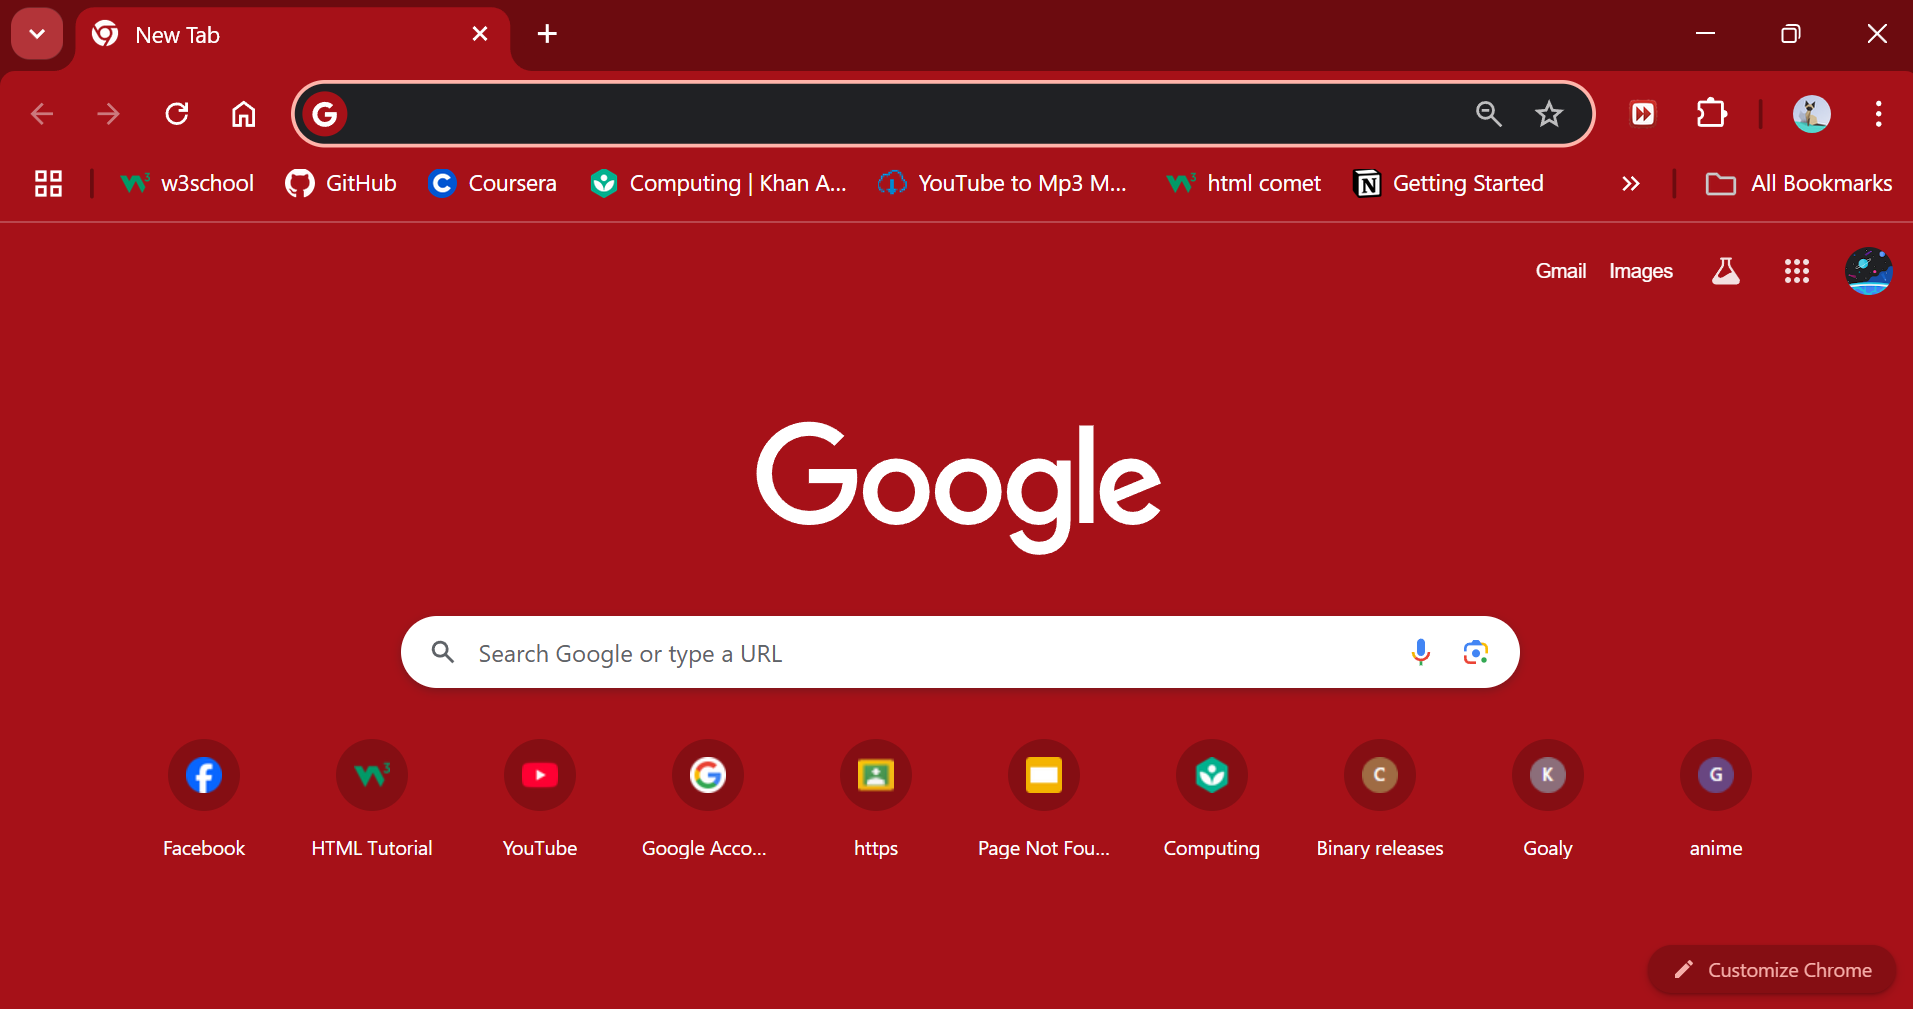 New Tab
w3school GitHub Coursera Computing | Khan A... YouTube to Mp3 M... html comet Getting Started All Bookmarks
Gmail Images
Google
Search Google or type a URL
Facebook HTML Tutorial YouTube Google Acco... https Page Not Fou... Computing Binary releases Goaly anime
C K G
Customize Chrome